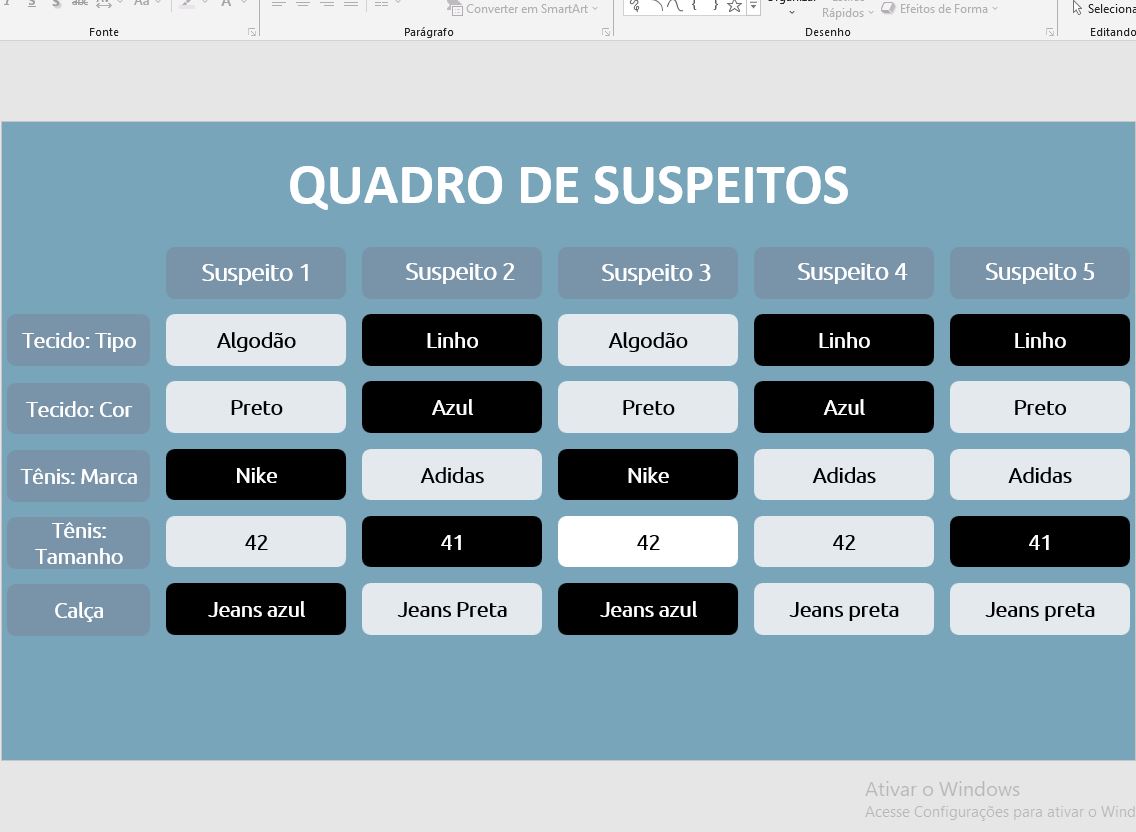 Converter em SmartArt
Rápidos
Efeitos de Forma
Seleciona
Fonte
Parágrafo
Desenho
Editando
QUADRO DE SUSPEITOS
Suspeito 1
Suspeito 2
Suspeito 3
Suspeito 4
Suspeito 5
Tecido: Tipo
Algodão
Linho
Algodão
Linho
Linho
Tecido: Cor
Preto
Azul
Preto
Azul
Preto
Tênis: Marca
Nike
Adidas
Nike
Adidas
Adidas
Tênis:
Tamanho
42
41
42
42
41
Calça
Jeans azul
Jeans Preta
Jeans azul
Jeans preta
Jeans preta
Ativar o Windows
Acesse Configurações para ativar o Wind